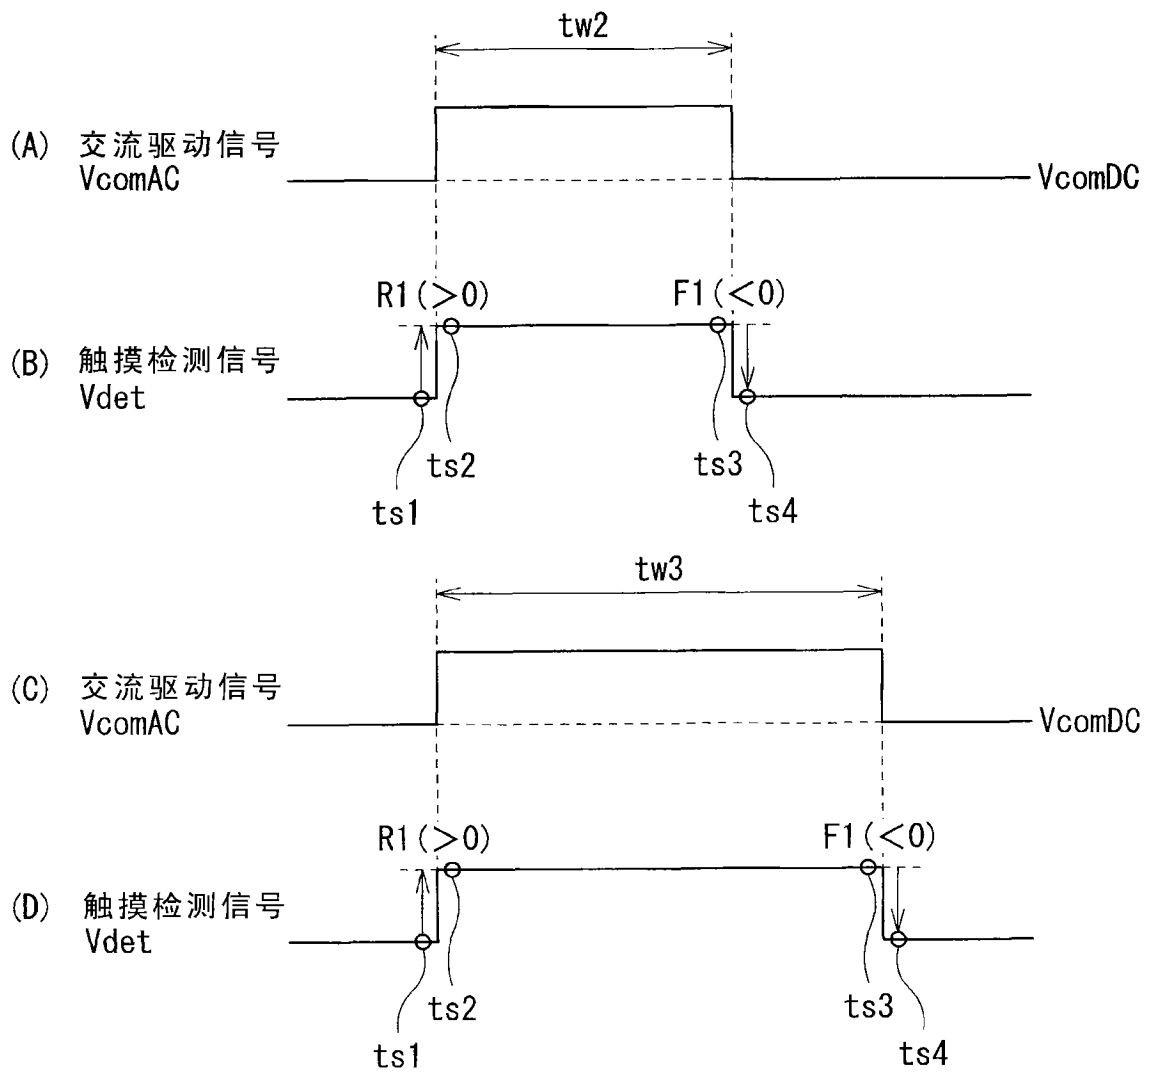 tw2
(A) 交流驱动信号
VcomAC
VcomDC
R1(>0)
F1(<0)
(B) 触摸检测信号
Vdet
ts2
ts3
ts1
ts4
tw3
(C) 交流驱动信号
VcomAC
VcomDC
R1(>0)
F1(<0)
(D) 触摸检测信号
Vdet
ts2
ts3
ts1
ts4